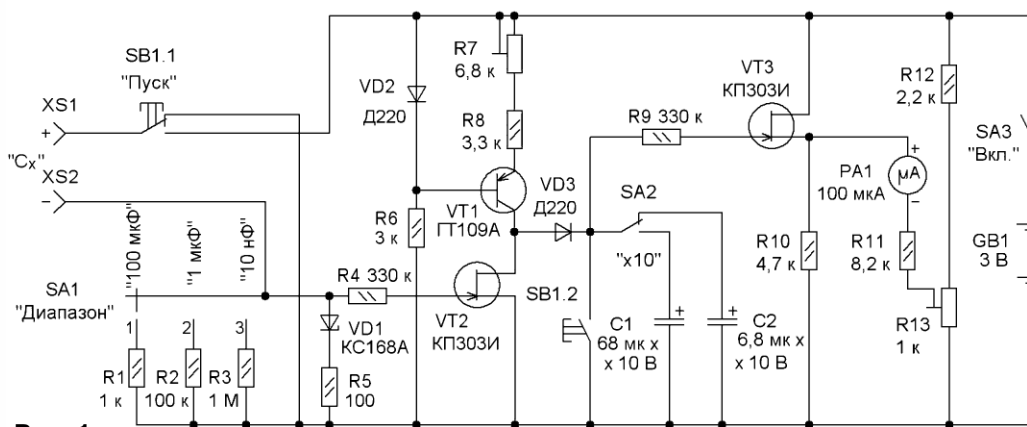 SB1.1
"Пуск"
XS1
+
"Сх"
XS2
−
"100 мкФ"
"1 мкФ"
"10 нФ"
SA1
"Диапазон"
1
2
3
R1
1 к
R2
100 к
R3
1 М
VD1
КС168А
R5
100
R4 330 к
VD2
Д220
R6
3 к
R7
6,8 к
R8
3,3 к
VT1
ГТ109А
VT2
КП303И
VD3
Д220
SB1.2
SA2
"x10"
C1
68 мк х
х 10 В
+
C2
6,8 мк х
х 10 В
+
R9 330 к
VT3
КП303И
R10
4,7 к
PA1
100 мкА
μA
+
−
R11
8,2 к
R12
2,2 к
R13
1 к
SA3
"Вкл."
GB1
3 В